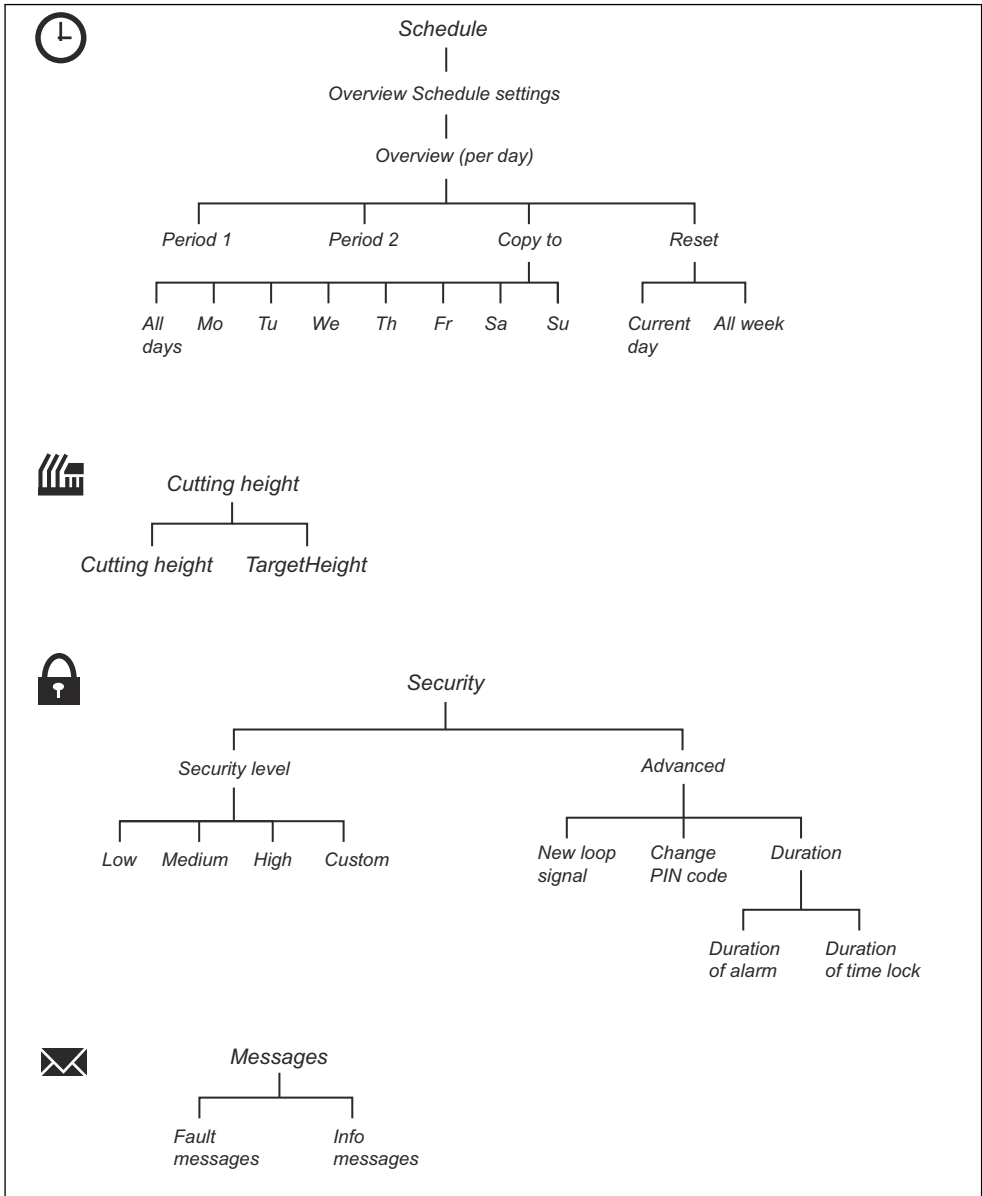 Schedule
Overview Schedule settings
Overview (per day)
Period 1 Period 2 Copy to Reset
All days Mo Tu We Th Fr Sa Su Current day All week
Cutting height
Cutting height TargetHeight
Security
Security level Advanced
Low Medium High Custom
New loop signal Change PIN code Duration
Duration of alarm Duration of time lock
Messages
Fault messages Info messages